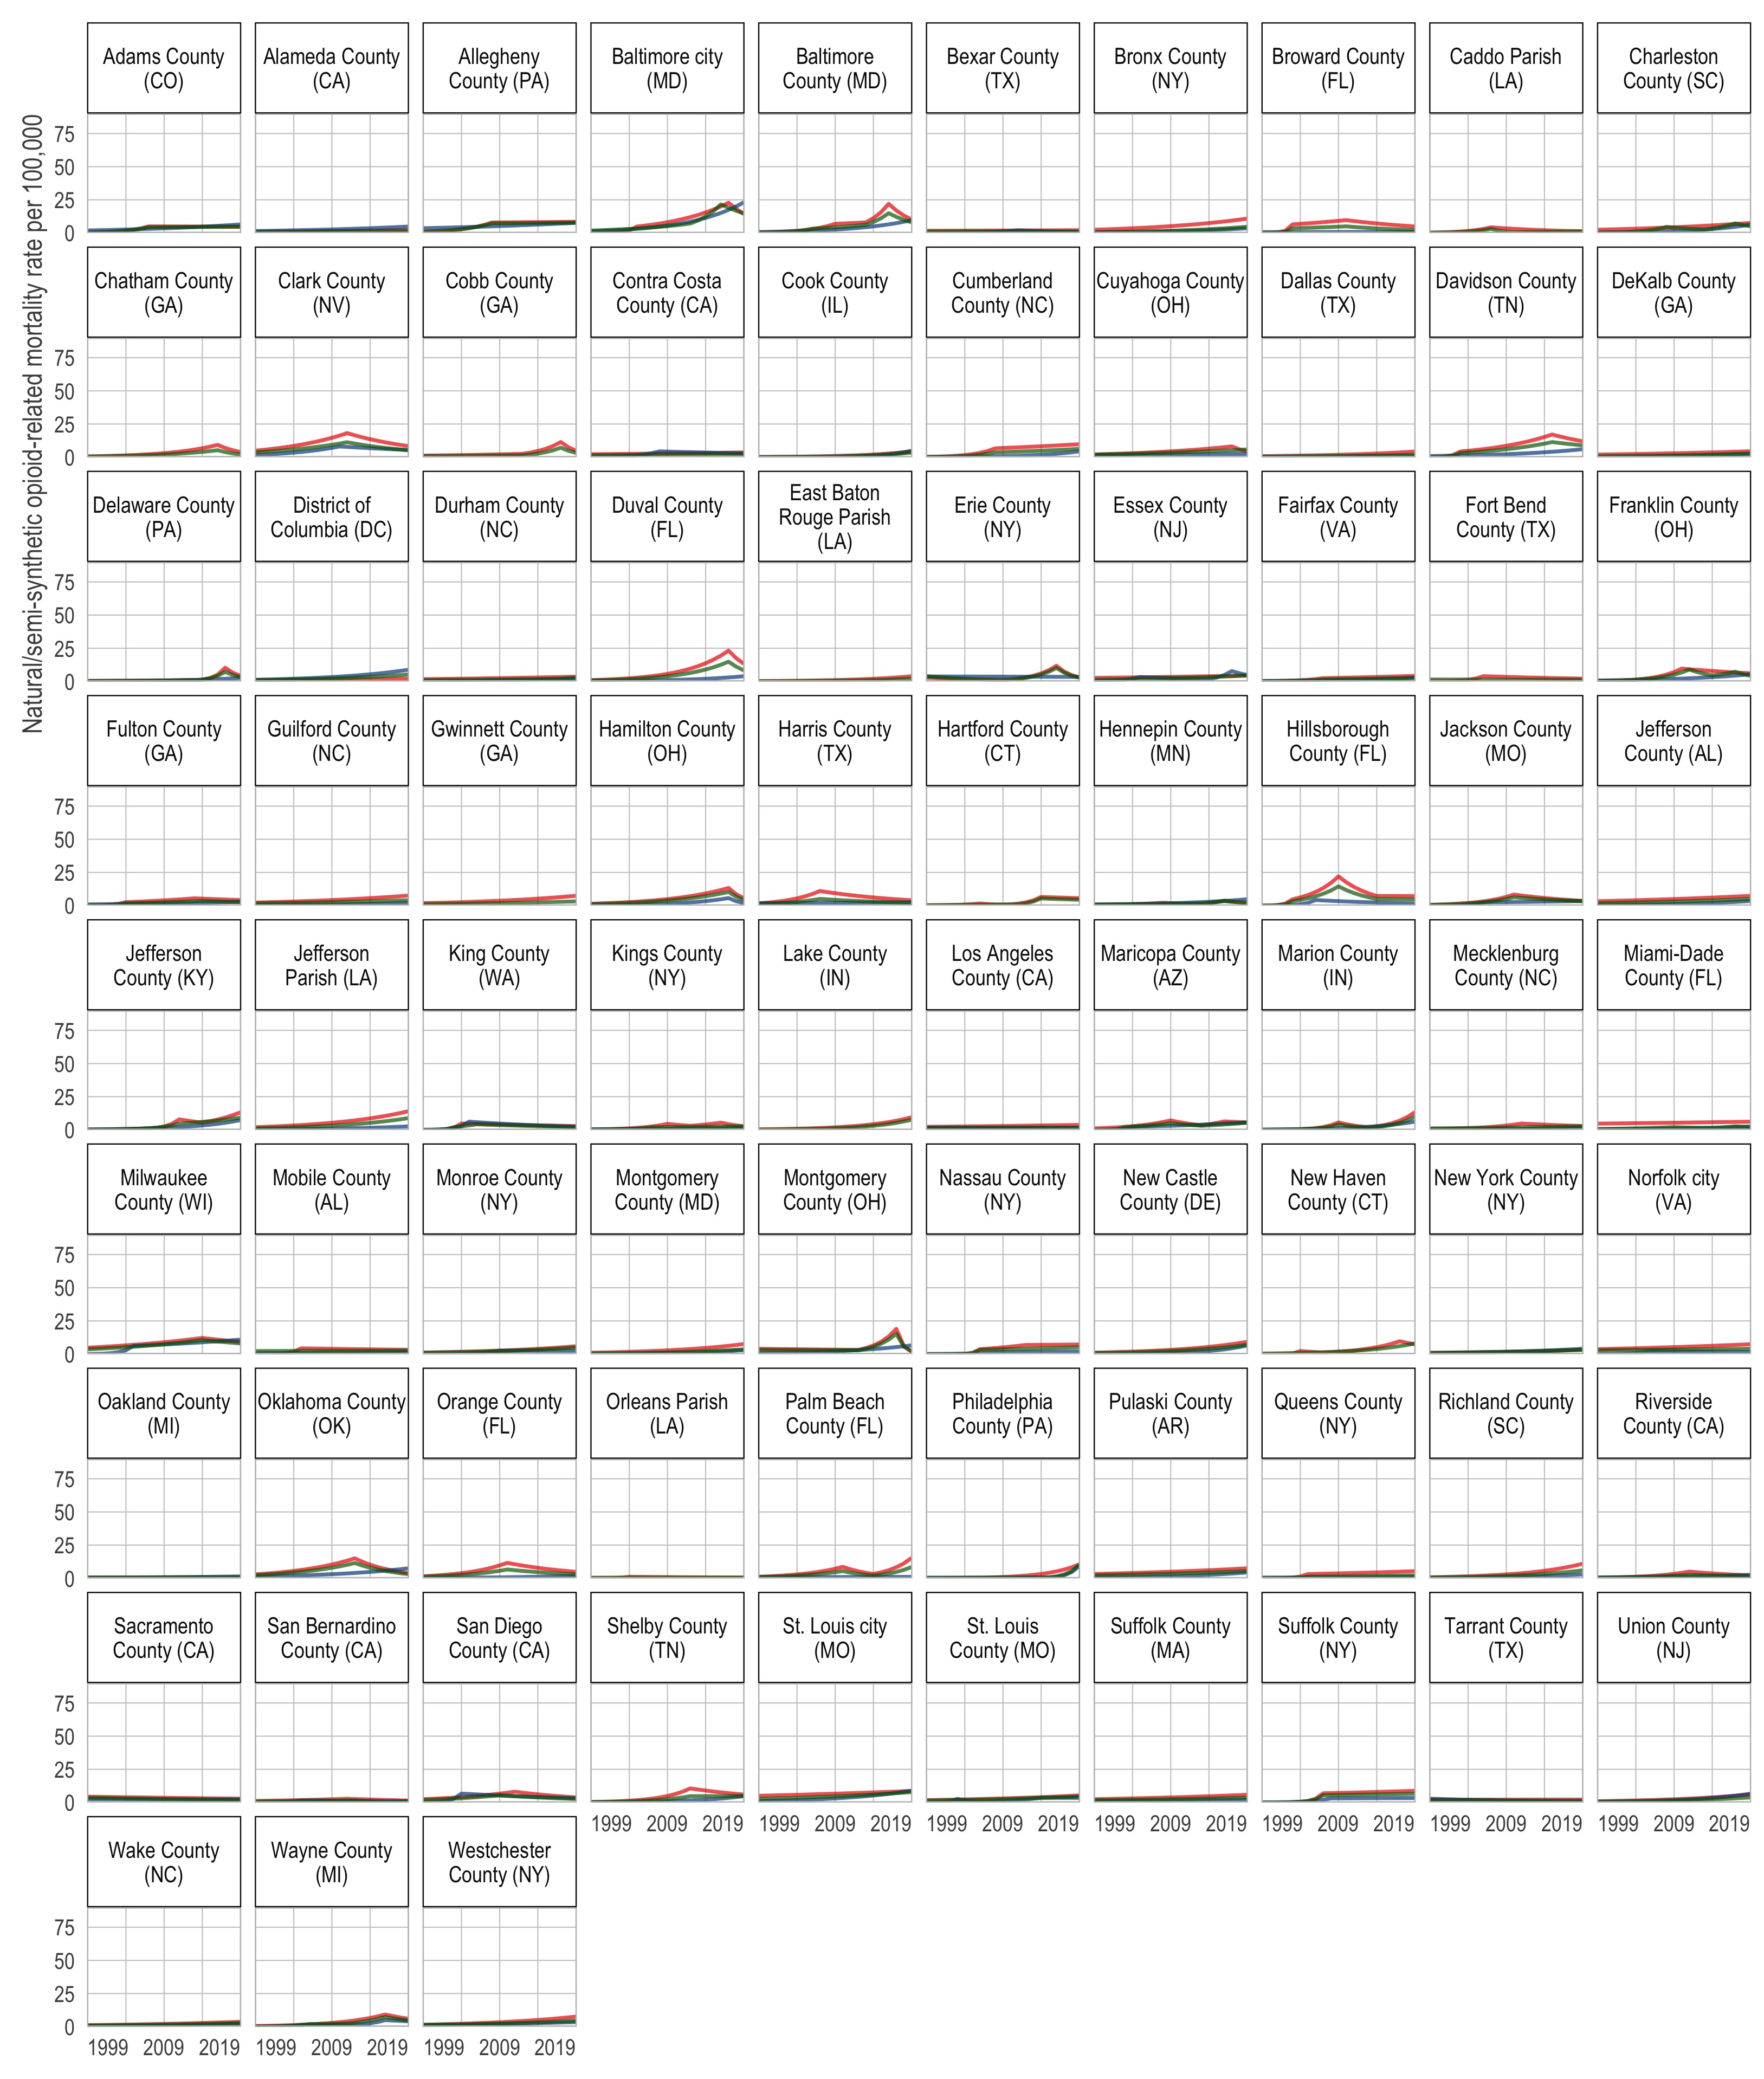 Natural/semi-synthetic opioid-related mortality rate per 100,000
Adams County
(CO)
Alameda County
(CA)
Allegheny
County (PA)
Baltimore city
(MD)
Baltimore
County (MD)
Bexar County
(TX)
Bronx County
(NY)
Broward County
(FL)
Caddo Parish
(LA)
Charleston
County (SC)
75
50
25
0
Chatham County
(GA)
Clark County
(NV)
Cobb County
(GA)
Contra Costa
County (CA)
Cook County
(IL)
Cumberland
County (NC)
Cuyahoga County
(OH)
Dallas County
(TX)
Davidson County
(TN)
DeKalb County
(GA)
75
50
25
0
Delaware County
(PA)
District of
Columbia (DC)
Durham County
(NC)
Duval County
(FL)
East Baton
Rouge Parish
(LA)
Erie County
(NY)
Essex County
(NJ)
Fairfax County
(VA)
Fort Bend
County (TX)
Franklin County
(OH)
75
50
25
0
Fulton County
(GA)
Guilford County
(NC)
Gwinnett County
(GA)
Hamilton County
(OH)
Harris County
(TX)
Hartford County
(CT)
Hennepin County
(MN)
Hillsborough
County (FL)
Jackson County
(MO)
Jefferson
County (AL)
75
50
25
0
Jefferson
County (KY)
Jefferson
Parish (LA)
King County
(WA)
Kings County
(NY)
Lake County
(IN)
Los Angeles
County (CA)
Maricopa County
(AZ)
Marion County
(IN)
Mecklenburg
County (NC)
Miami-Dade
County (FL)
75
50
25
0
Milwaukee
County (WI)
Mobile County
(AL)
Monroe County
(NY)
Montgomery
County (MD)
Montgomery
County (OH)
Nassau County
(NY)
New Castle
County (DE)
New Haven
County (CT)
New York County
(NY)
Norfolk city
(VA)
75
50
25
0
Oakland County
(MI)
Oklahoma County
(OK)
Orange County
(FL)
Orleans Parish
(LA)
Palm Beach
County (FL)
Philadelphia
County (PA)
Pulaski County
(AR)
Queens County
(NY)
Richland County
(SC)
Riverside
County (CA)
75
50
25
0
Sacramento
County (CA)
San Bernardino
County (CA)
San Diego
County (CA)
Shelby County
(TN)
St. Louis city
(MO)
St. Louis
County (MO)
Suffolk County
(MA)
Suffolk County
(NY)
Tarrant County
(TX)
Union County
(NJ)
75
50
25
0
1999 2009 2019
1999 2009 2019
1999 2009 2019
1999 2009 2019
1999 2009 2019
1999 2009 2019
1999 2009 2019
Wake County
(NC)
Wayne County
(MI)
Westchester
County (NY)
75
50
25
0
1999 2009 2019
1999 2009 2019
1999 2009 2019